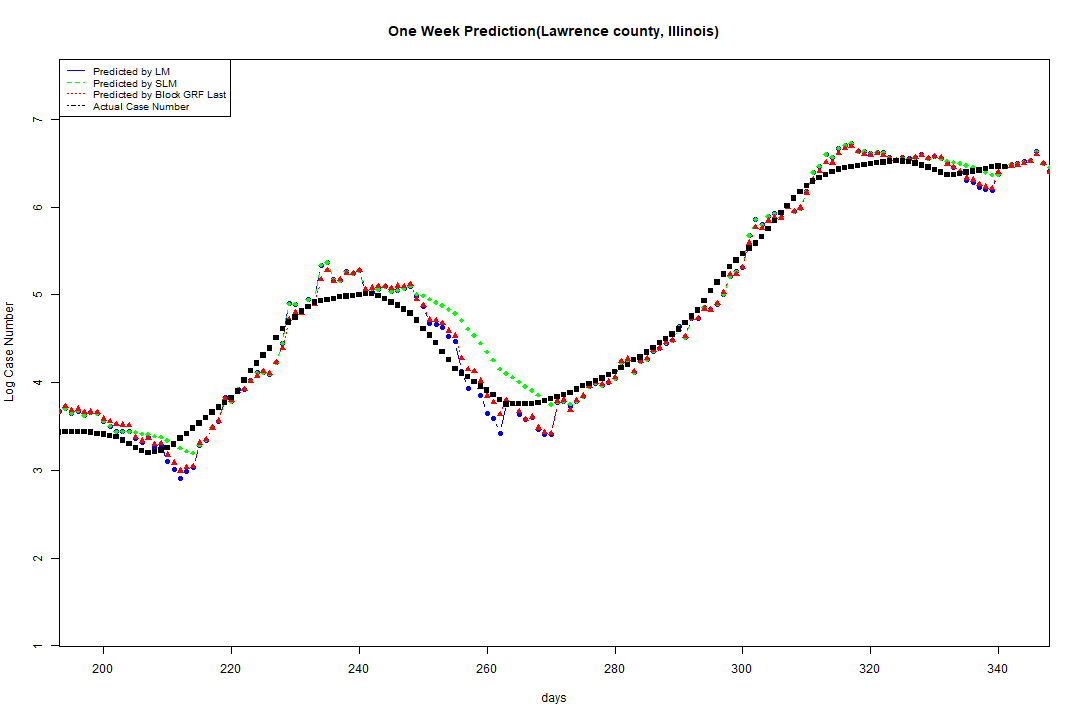 One Week Prediction(Lawrence county, Illinois)
Predicted by LM
Predicted by SLM
Predicted by Block GRF Last
Actual Case Number
7
6
5
4
3
2
1
Log Case Number
200 220 240 260 280 300 320 340
days